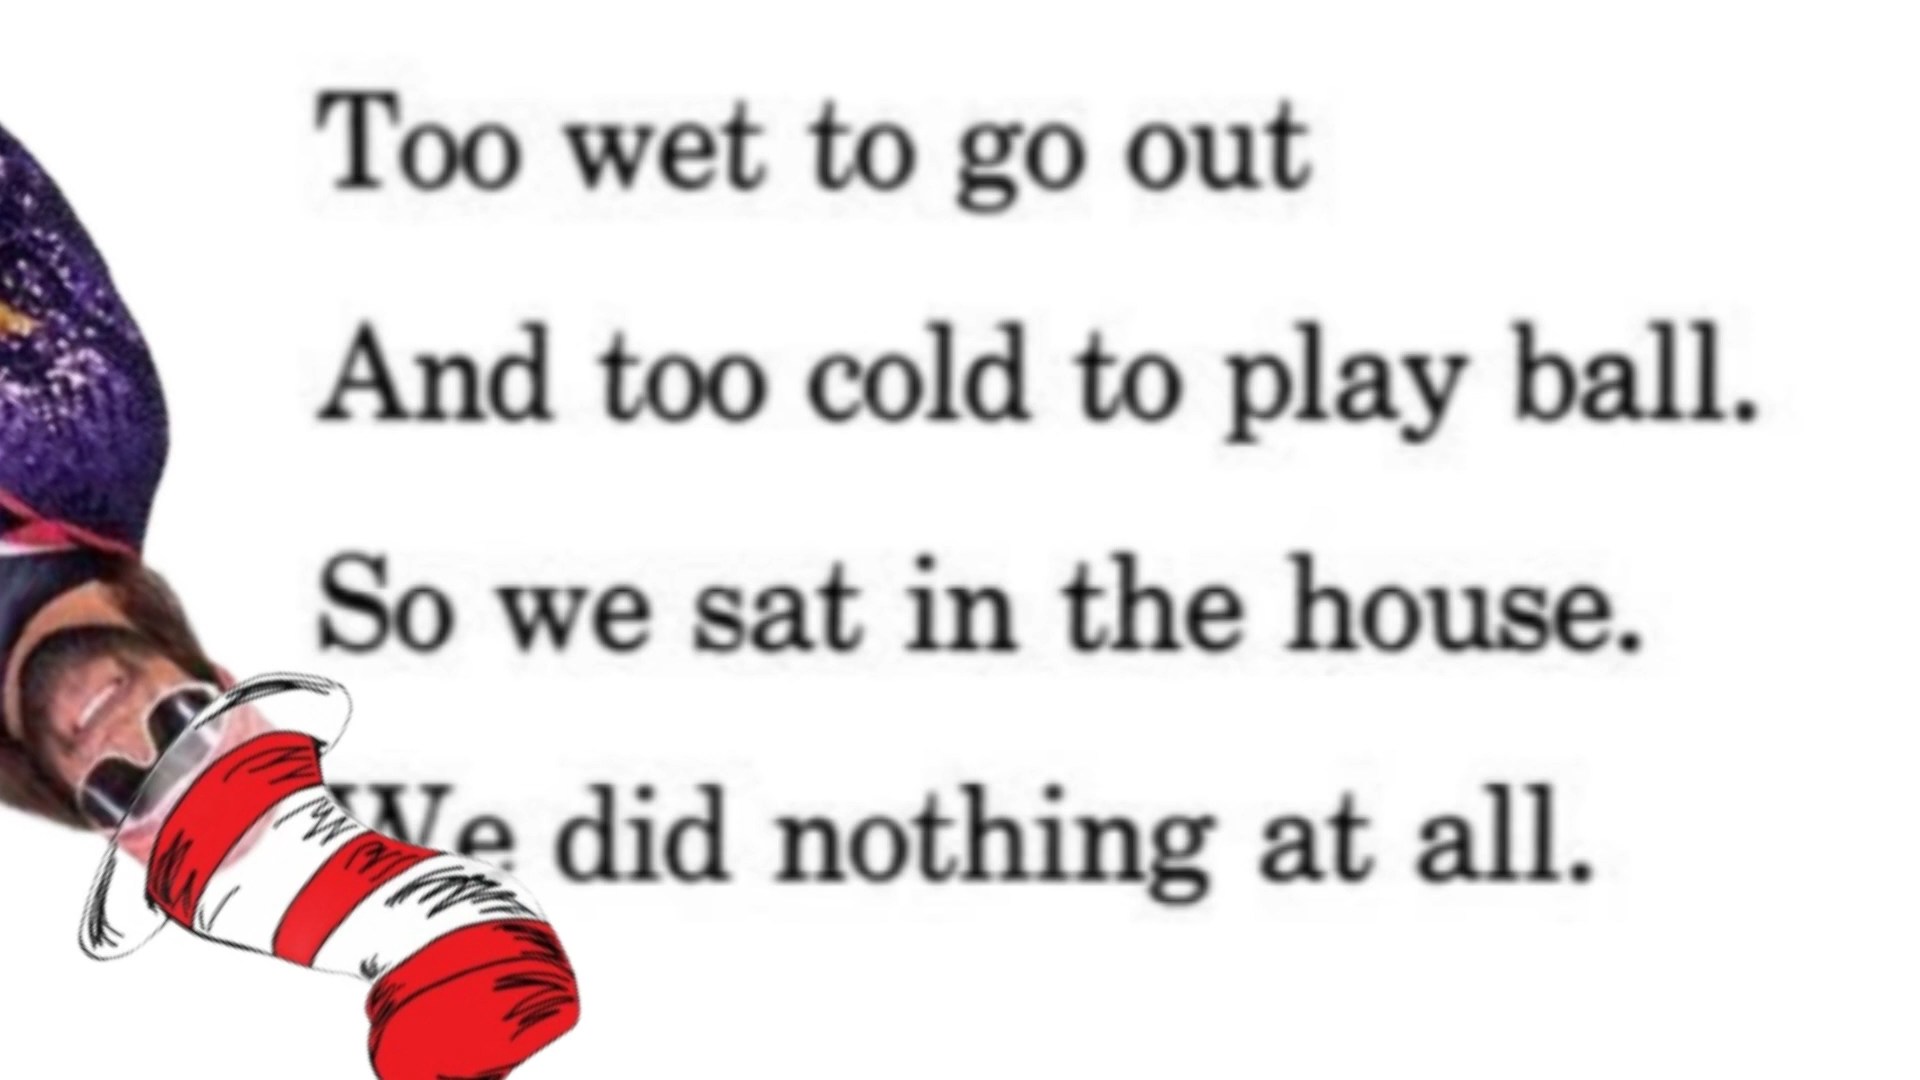 Too wet to go out
And too cold to play ball.
So we sat in the house.
We did nothing at all.